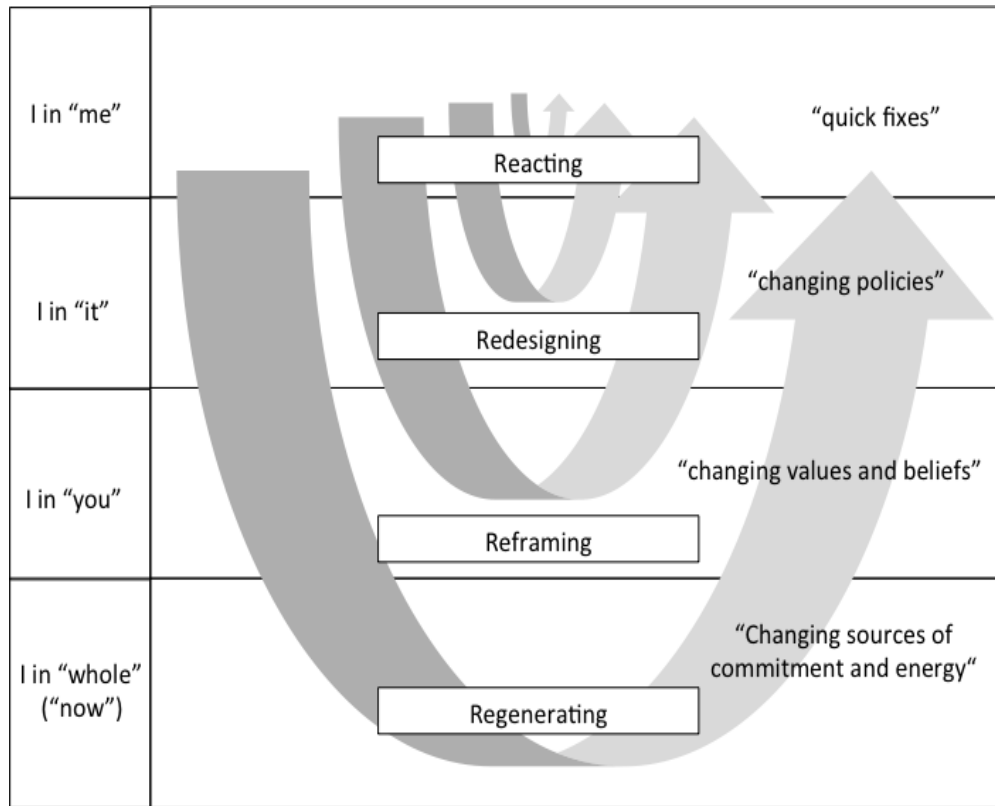 I in “me”
“quick fixes”
Reacting
I in “it”
“changing policies”
Redesigning
I in “you”
“changing values and beliefs”
Reframing
I in “whole”
(“now”)
“Changing sources of
commitment and energy“
Regenerating